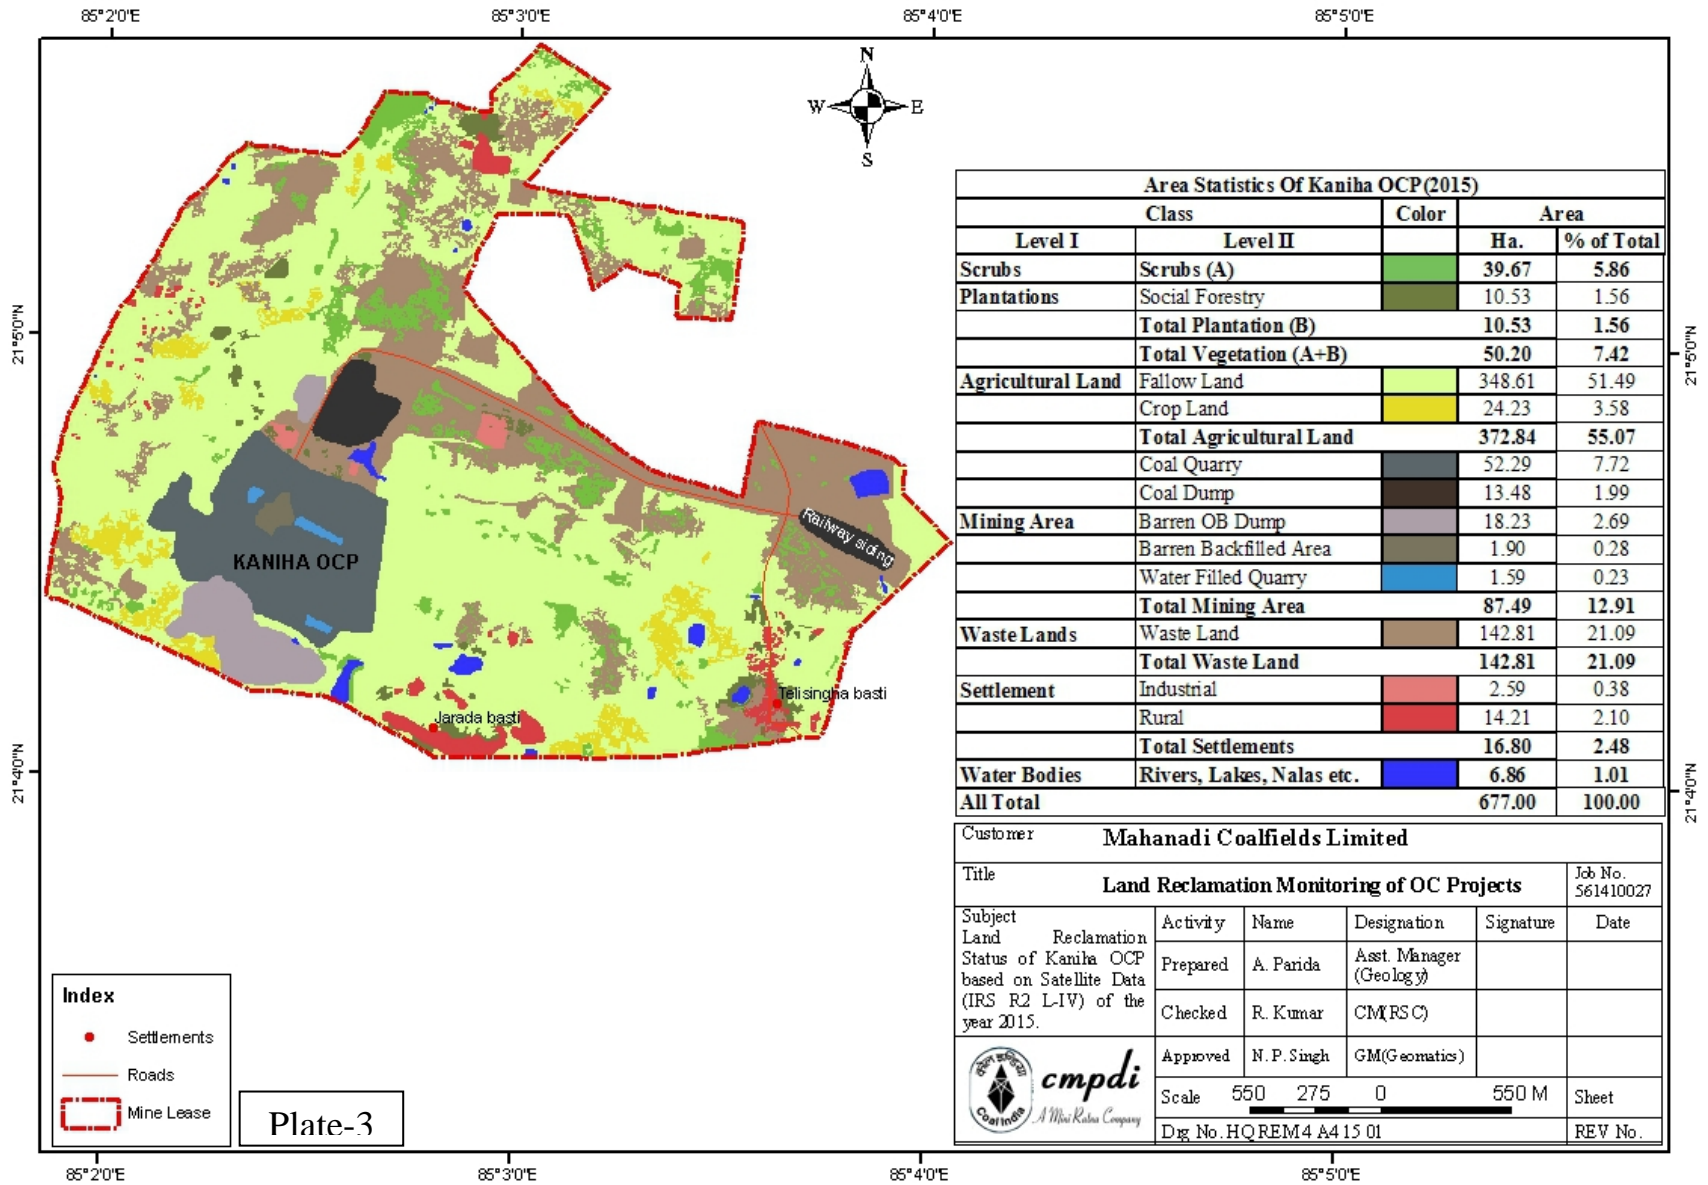 85°2'0"E 85°3'0"E 85°4'0"E 85°5'0"E
N
W E
S
21°5'0"N
21°4'0"N
21°5'0"N
21°4'0"N
KANIHA OCP
Railway siding
Telisingha basti
Jarada basti
Area Statistics Of Kaniha OCP(2015)
Class Color Area
Level I Level II Ha. % of Total
Scrubs Scrubs (A) 39.67 5.86
Plantations Social Forestry 10.53 1.56
Total Plantation (B) 10.53 1.56
Total Vegetation (A+B) 50.20 7.42
Agricultural Land Fallow Land 348.61 51.49
Crop Land 24.23 3.58
Total Agricultural Land 372.84 55.07
Coal Quarry 52.29 7.72
Coal Dump 13.48 1.99
Mining Area Barren OB Dump 18.23 2.69
Barren Backfilled Area 1.90 0.28
Water Filled Quarry 1.59 0.23
Total Mining Area 87.49 12.91
Waste Lands Waste Land 142.81 21.09
Total Waste Land 142.81 21.09
Settlement Industrial 2.59 0.38
Rural 14.21 2.10
Total Settlements 16.80 2.48
Water Bodies Rivers, Lakes, Nalas etc. 6.86 1.01
All Total 677.00 100.00
Customer Mahanadi Coalfields Limited
Title Land Reclamation Monitoring of OC Projects
Job No.
561410027
Subject
Land Reclamation
Status of Kaniha OCP
based on Satellite Data
(IRS R2 L-IV) of the
year 2015.
Activity Name Designation Signature Date
Prepared A. Parida Asst. Manager
(Geology)
Checked R. Kumar CM(RSC)
Approved N.P.Singh GM(Geomatics)
कोल इण्डिया
Coal India
cmpdi
A Mini Ratna Company
Scale 550 275 0 550 M Sheet
Drg No.HQREM4 A415 01 REV No.
Index
Settlements
Roads
Mine Lease
Plate-3
85°2'0"E 85°3'0"E 85°4'0"E 85°5'0"E